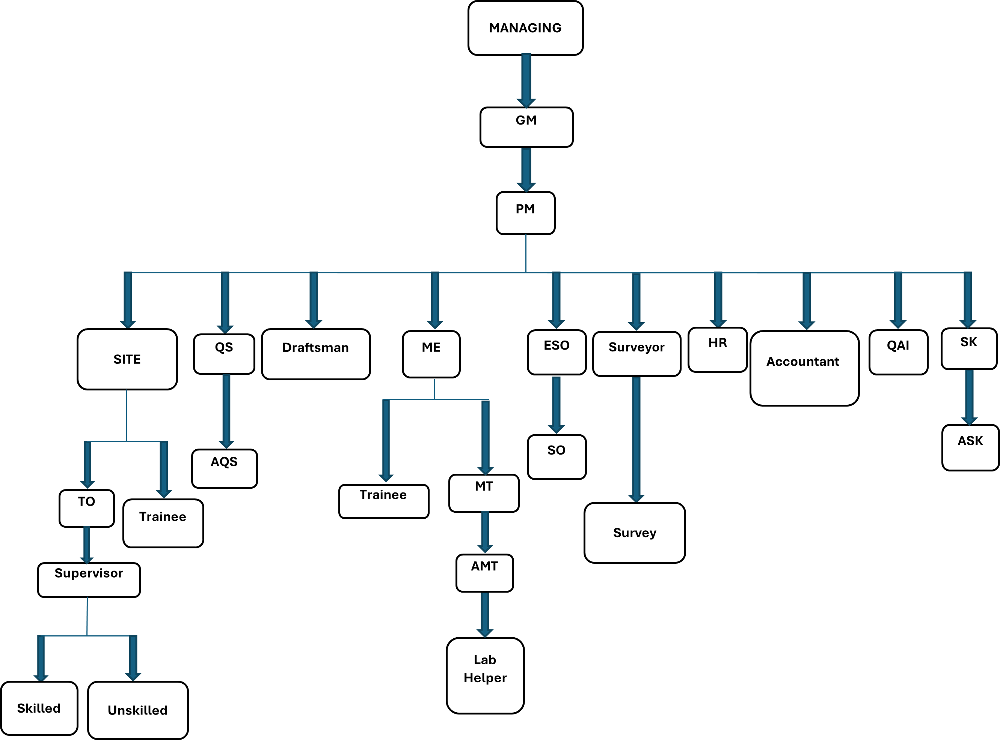 MANAGING
GM
PM
SITE
QS
Draftsman
ME
ESO
Surveyor
HR
Accountant
QAI
SK
TO
Trainee
AQS
Trainee
MT
SO
Survey
ASK
Supervisor
AMT
Skilled
Unskilled
Lab
Helper